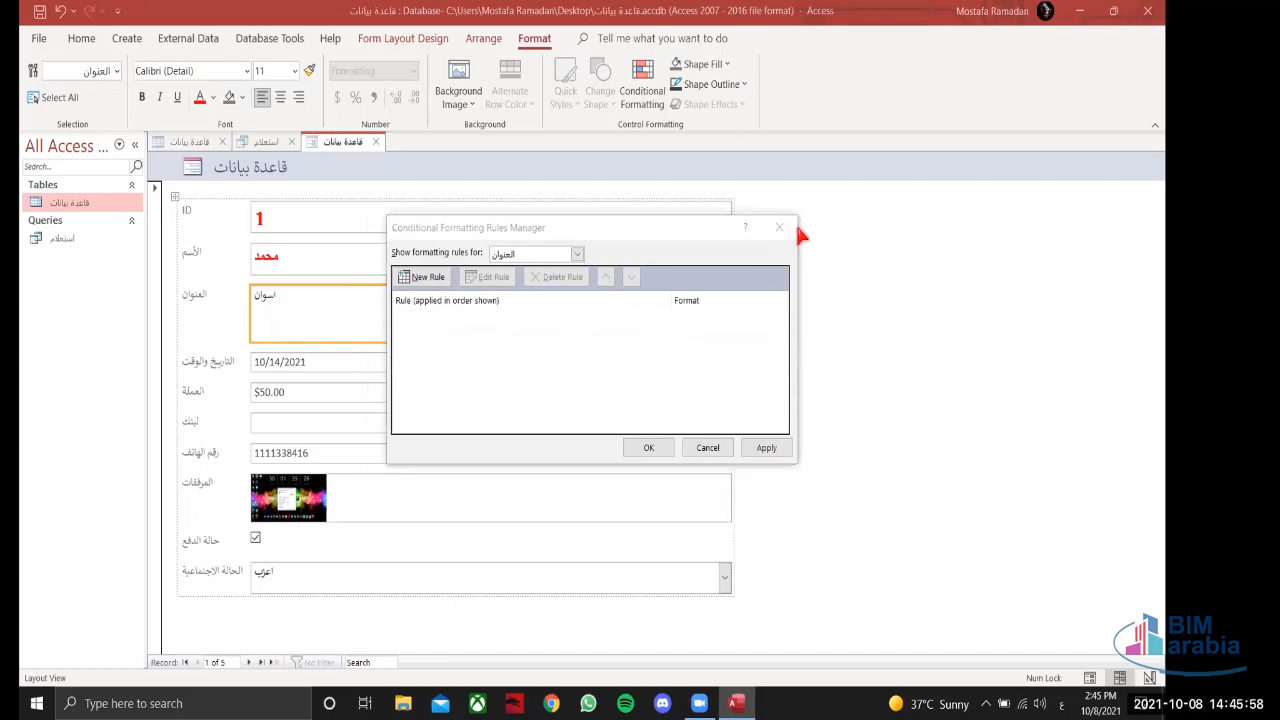 قاعدة بيانات : Database- C:\Users\Mostafa Ramadan\Desktop\قاعدة بيانات.accdb (Access 2007 - 2016 file format) - Access
Mostafa Ramadan
File Home Create External Data Database Tools Help Form Layout Design Arrange Format Tell me what you want to do
العنوان
Select All
Selection
Calibri (Detail) 11
B I U A
Font
Formatting
$ % 9
Number
Background Image
Alternate Row Color
Background
Quick Styles
Change Shape
Conditional Formatting
Shape Fill
Shape Outline
Shape Effects
Control Formatting
All Access ...
Search...
Tables
قاعدة بيانات
Queries
استعلام
قاعدة بيانات
استعلام
قاعدة بيانات
قاعدة بيانات
ID 1
الأسم محمد
العنوان اسوان
التاريخ والوقت 10/14/2021
العملة $50.00
لينك
رقم الهاتف 1111338416
المرفقات
حالة الدفع
الحالة الاجتماعية اعزب
Conditional Formatting Rules Manager ?
Show formatting rules for: العنوان
New Rule Edit Rule Delete Rule
Rule (applied in order shown) Format
OK Cancel Apply
Record: 1 of 5 No Filter Search
Layout View Num Lock
BIM
arabia
Type here to search
37°C Sunny
ع
2:45 PM
10/8/2021
2021-10-08 14:45:58